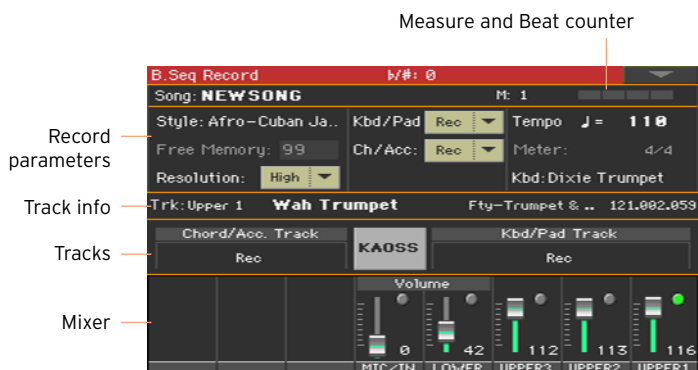 Measure and Beat counter
B.Seq Record ♭/#: 0
Song: NEWSONG M: 1
Style: Afro-Cuban Ja.. Kbd/Pad Rec Tempo ♩ = 110
Record parameters
Free Memory: 99 Ch/Acc: Rec Meter: 4/4
Resolution: High Kbd: Dixie Trumpet
Track info
Trk: Upper 1 Wah Trumpet Fty-Trumpet & .. 121.002.059
Tracks
Chord/Acc. Track KAOSS Kbd/Pad Track
Rec Rec
Mixer
Volume
0 42 112 113 116
MIC/IN LOWER UPPER3 UPPER2 UPPER1